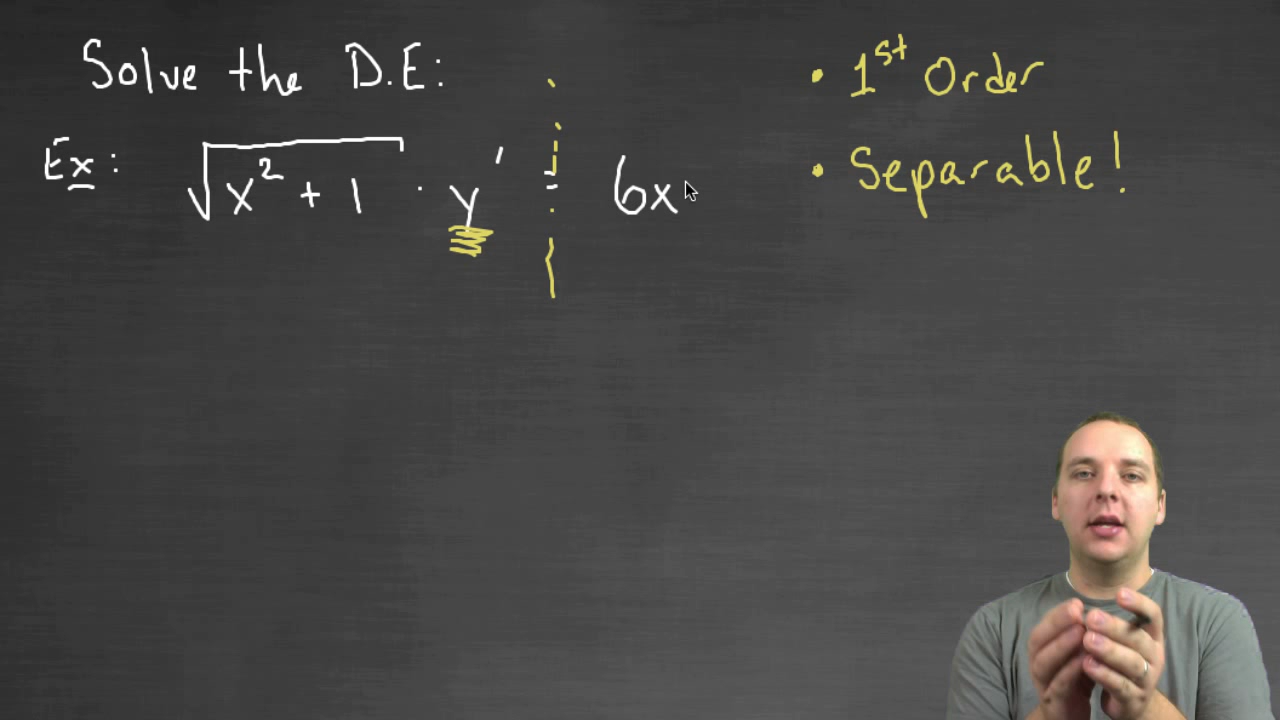 Solve the D.E:
Ex: √(x² + 1) · y' = 6x
• 1st Order
• Separable!